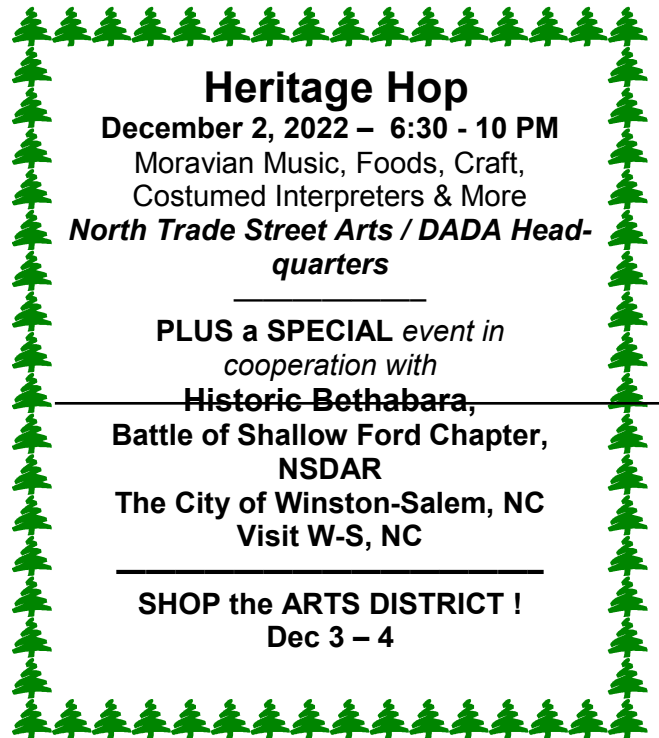 Heritage Hop
December 2, 2022 – 6:30 - 10 PM
Moravian Music, Foods, Craft,
Costumed Interpreters & More
North Trade Street Arts / DADA Head-
quarters
PLUS a SPECIAL event in
cooperation with
Historic Bethabara,
Battle of Shallow Ford Chapter,
NSDAR
The City of Winston-Salem, NC
Visit W-S, NC
SHOP the ARTS DISTRICT !
Dec 3 – 4